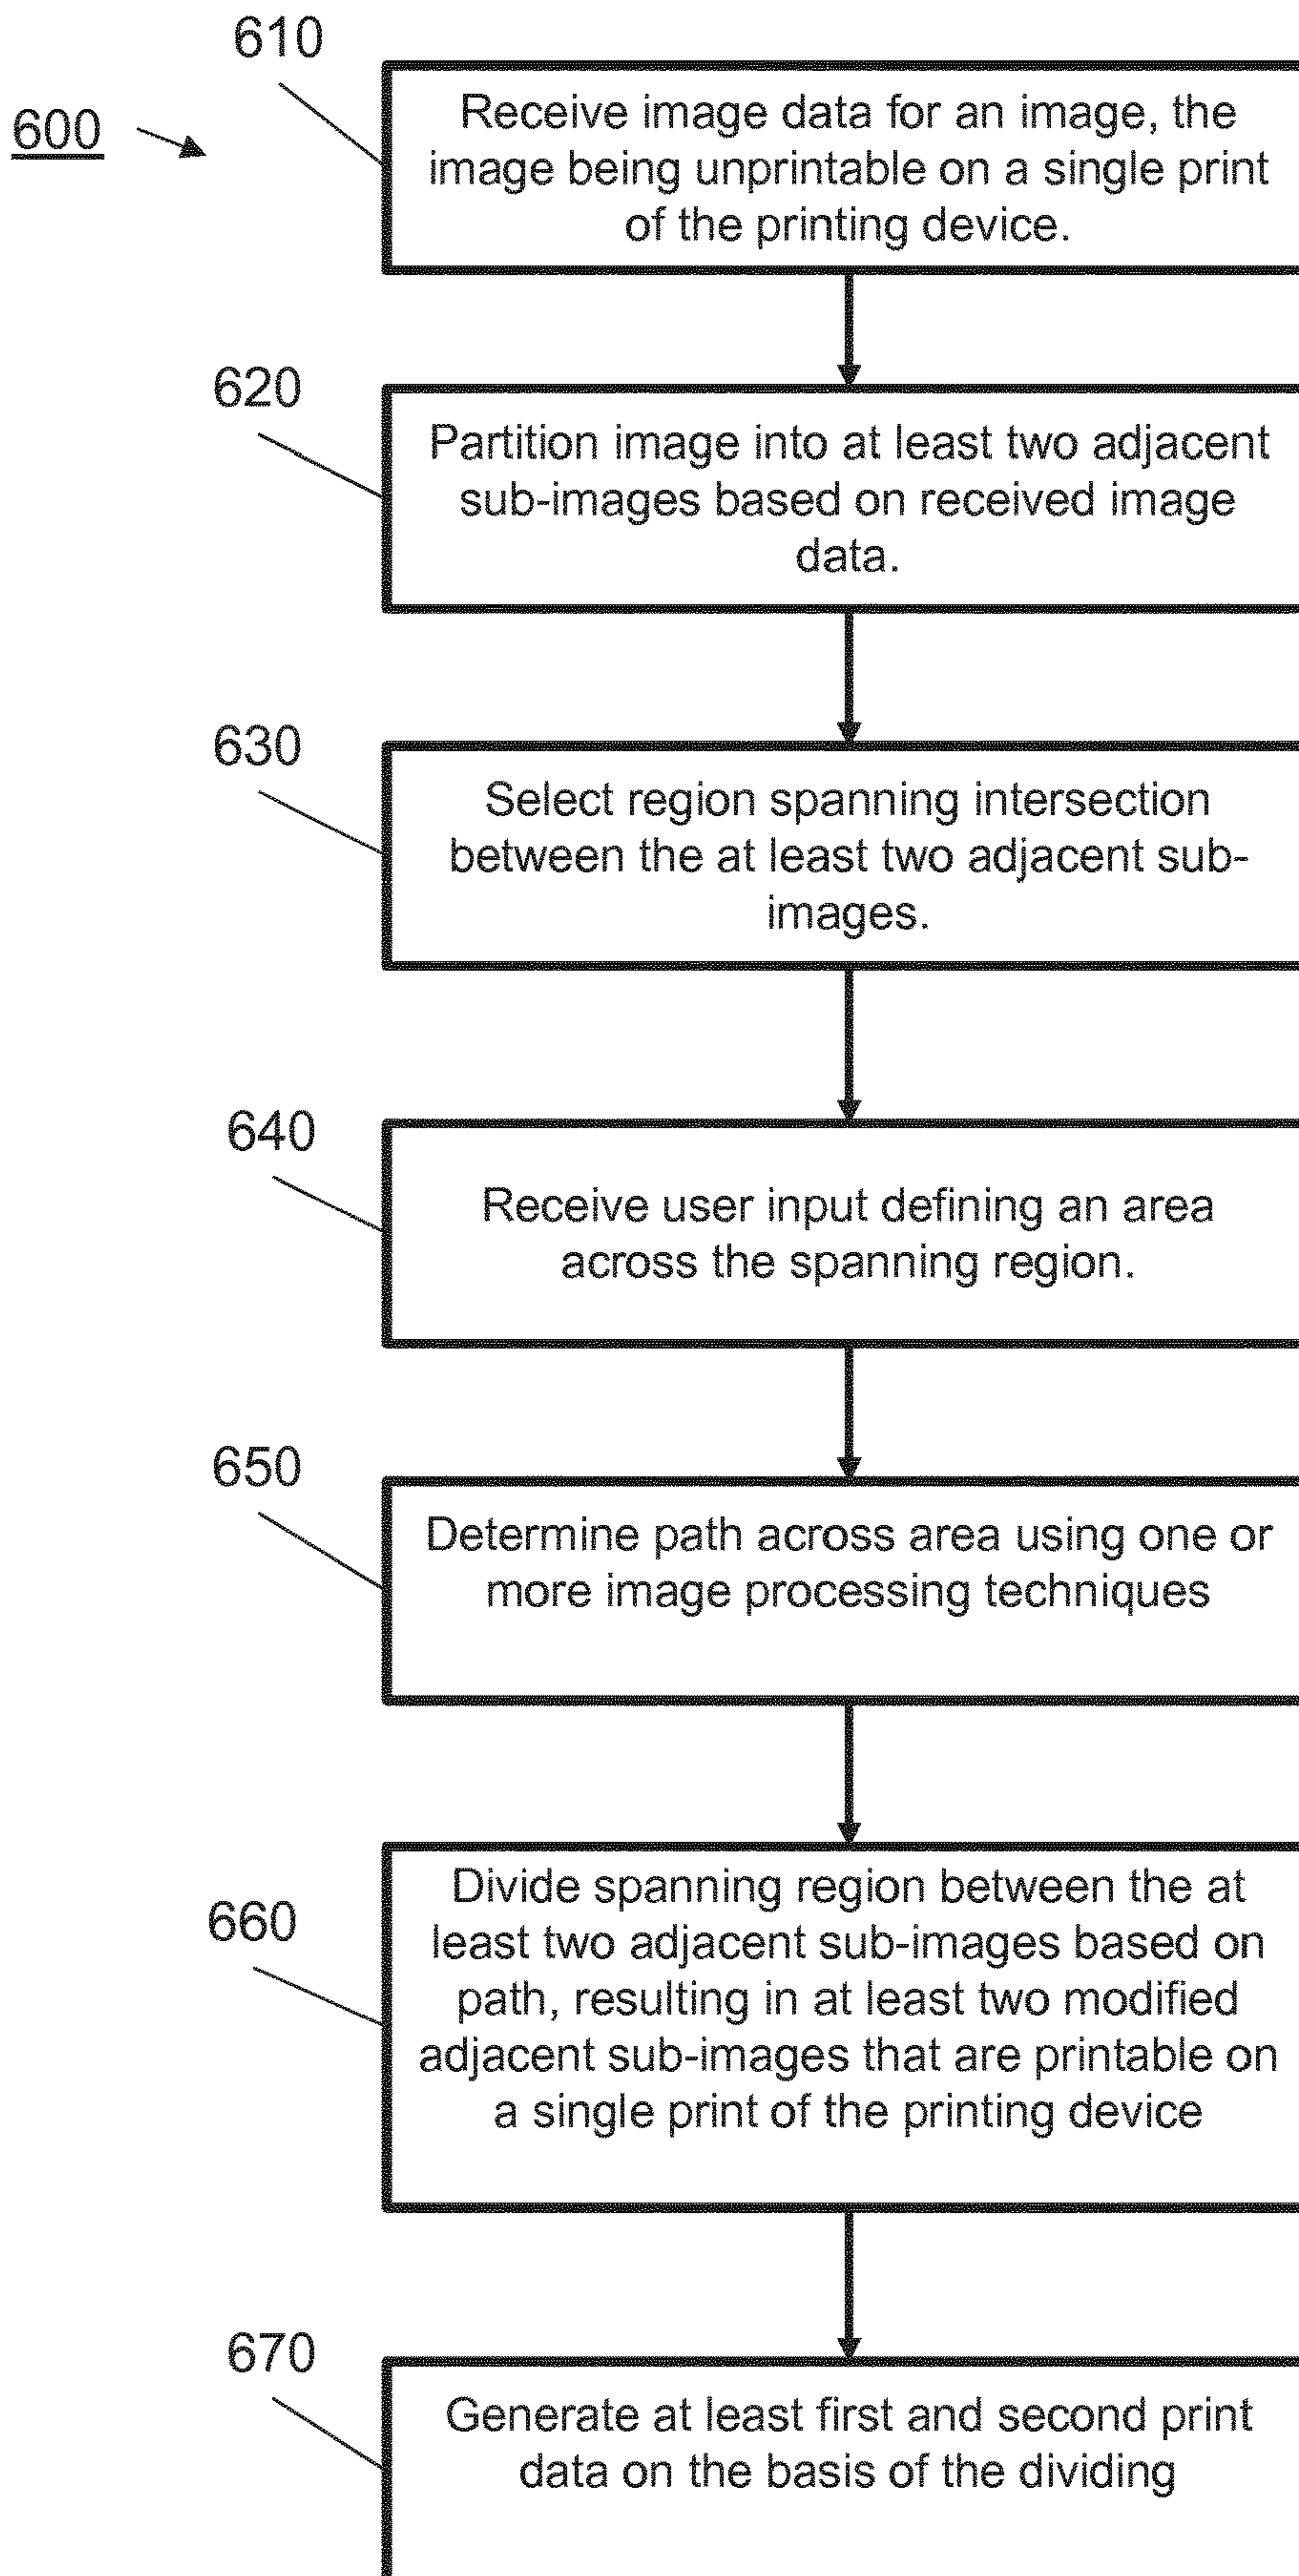 610
600
Receive image data for an image, the
image being unprintable on a single print
of the printing device.
620
Partition image into at least two adjacent
sub-images based on received image
data.
630
Select region spanning intersection
between the at least two adjacent sub-
images.
640
Receive user input defining an area
across the spanning region.
650
Determine path across area using one or
more image processing techniques
660
Divide spanning region between the at
least two adjacent sub-images based on
path, resulting in at least two modified
adjacent sub-images that are printable on
a single print of the printing device
670
Generate at least first and second print
data on the basis of the dividing